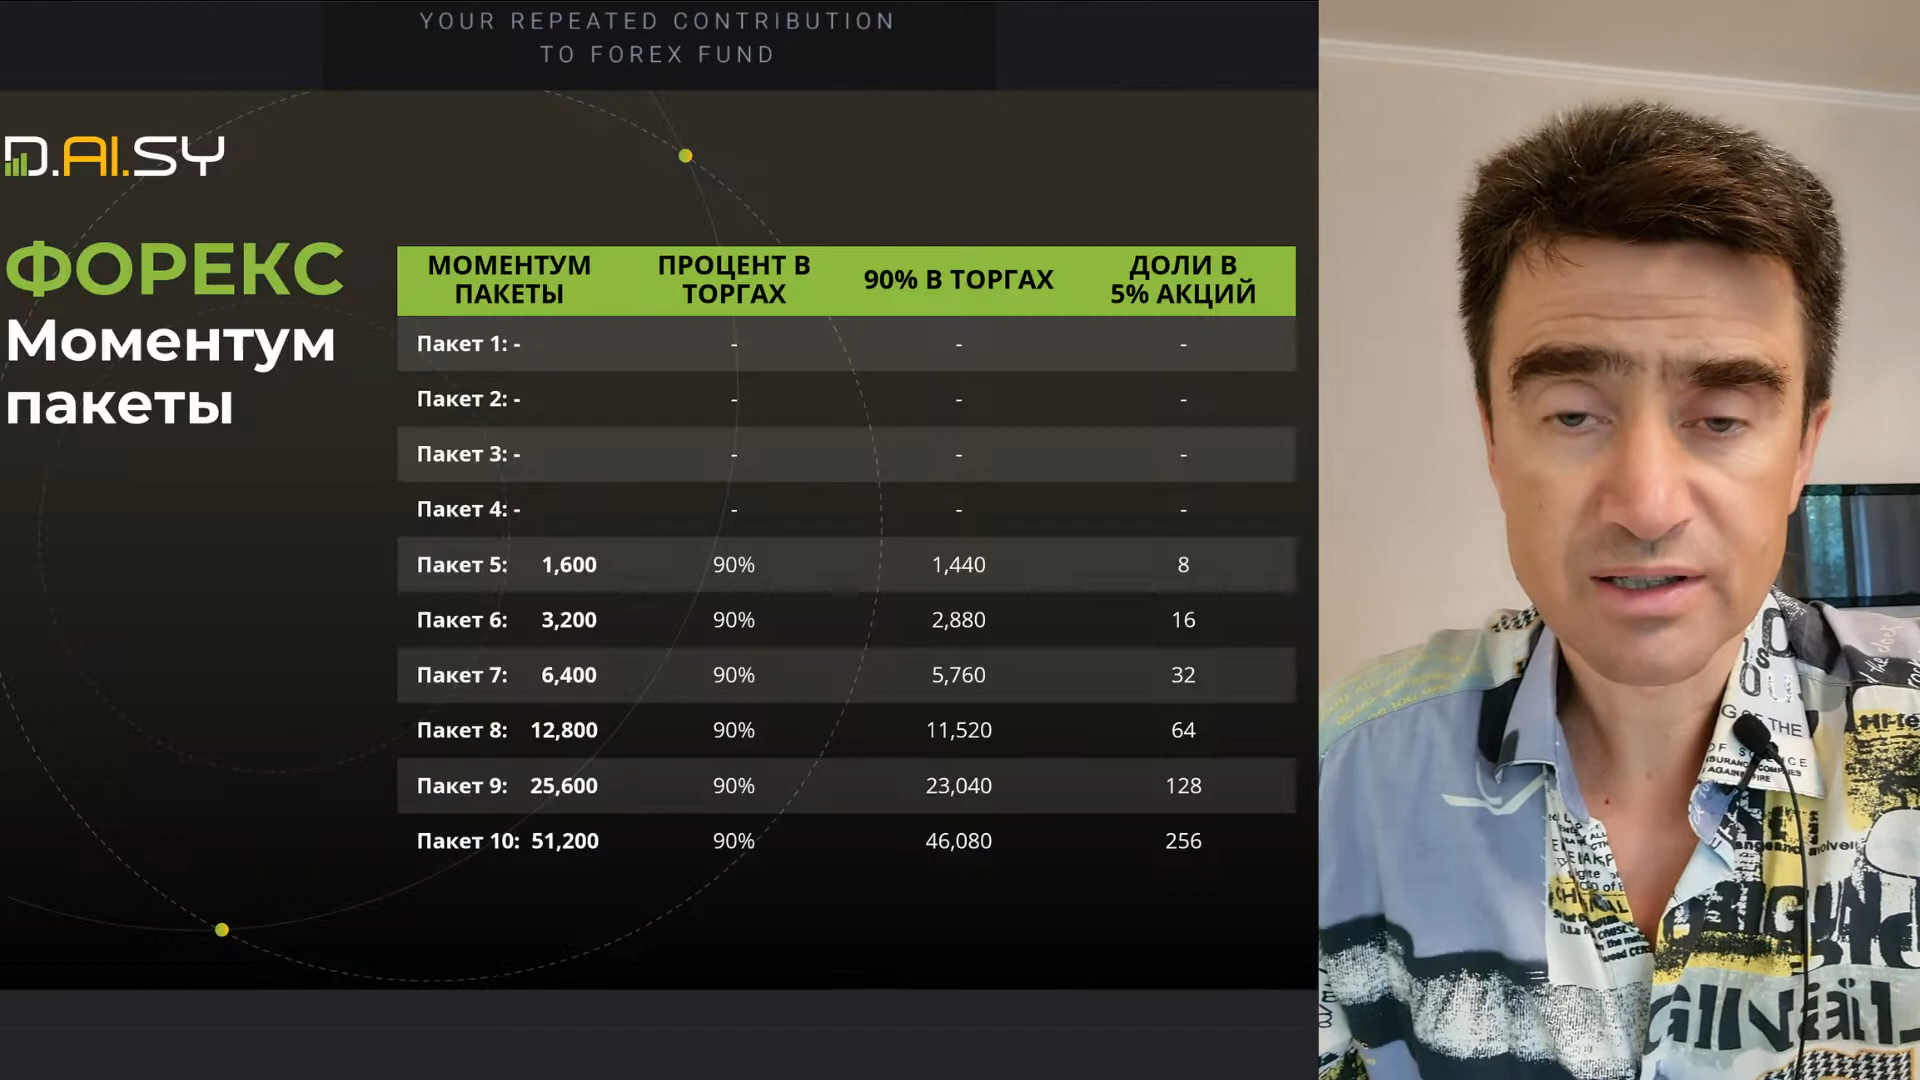 YOUR REPEATED CONTRIBUTION
TO FOREX FUND
D.AI.SY
ФОРЕКС
Моментум
пакеты
МОМЕНТУМ ПАКЕТЫ ПРОЦЕНТ В ТОРГАХ 90% В ТОРГАХ ДОЛИ В 5% АКЦИЙ
Пакет 1: - - - -
Пакет 2: - - - -
Пакет 3: - - - -
Пакет 4: - - - -
Пакет 5: 1,600 90% 1,440 8
Пакет 6: 3,200 90% 2,880 16
Пакет 7: 6,400 90% 5,760 32
Пакет 8: 12,800 90% 11,520 64
Пакет 9: 25,600 90% 23,040 128
Пакет 10: 51,200 90% 46,080 256